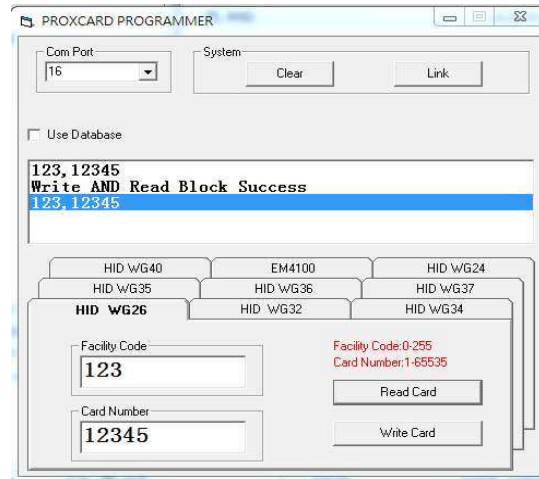 PROXCARD PROGRAMMER
Com Port
System
16
Clear
Link
Use Database
123,12345
Write AND Read Block Success
123,12345
HID WG40
EM4100
HID WG24
HID WG35
HID WG36
HID WG37
HID WG26
HID WG32
HID WG34
Facility Code
123
Facility Code:0-255
Card Number:1-65535
Read Card
Card Number
12345
Write Card